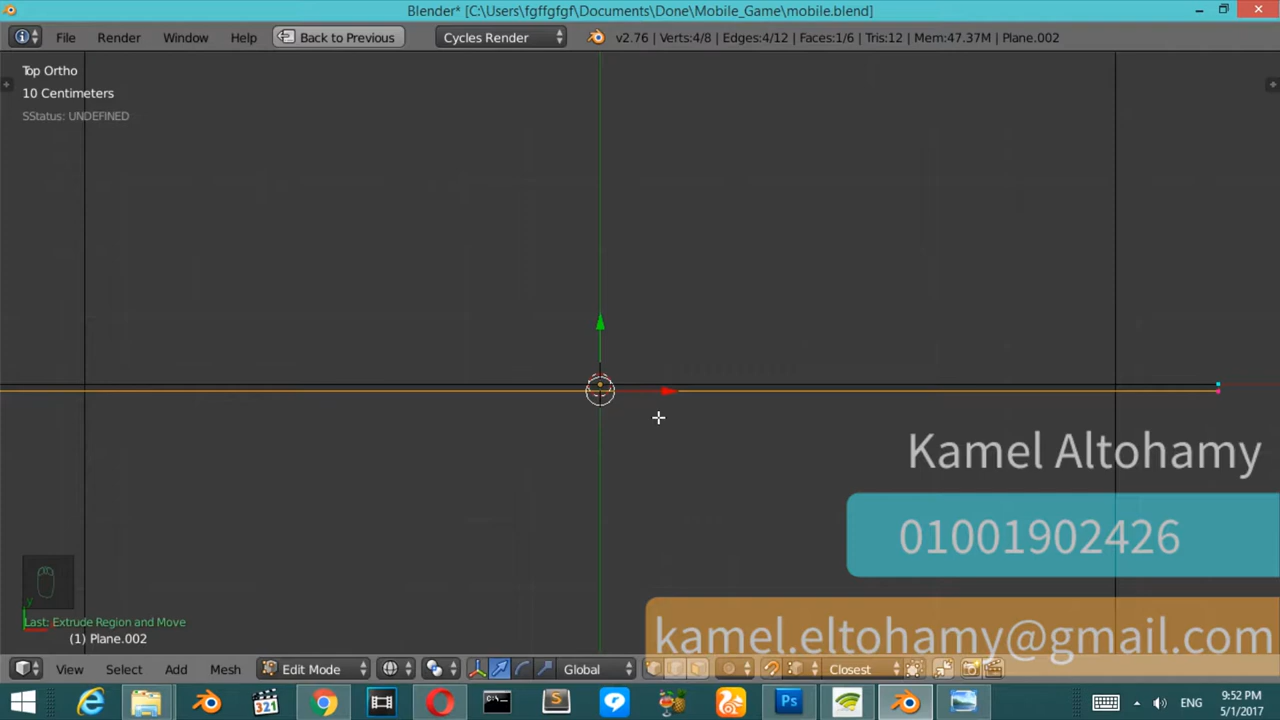 Blender* [C:\Users\fgffgfgf\Documents\Done\Mobile_Game\mobile.blend]
File Render Window Help Back to Previous Cycles Render v2.76 | Verts:4/8 | Edges:4/12 | Faces:1/6 | Tris:12 | Mem:47.37M | Plane.002
Top Ortho
10 Centimeters
SStatus: UNDEFINED
Kamel Altohamy
01001902426
kamel.eltohamy@gmail.com
y
Last: Extrude Region and Move
(1) Plane.002
View Select Add Mesh Edit Mode Global Closest
321
Ps
ENG
9:52 PM
5/1/2017